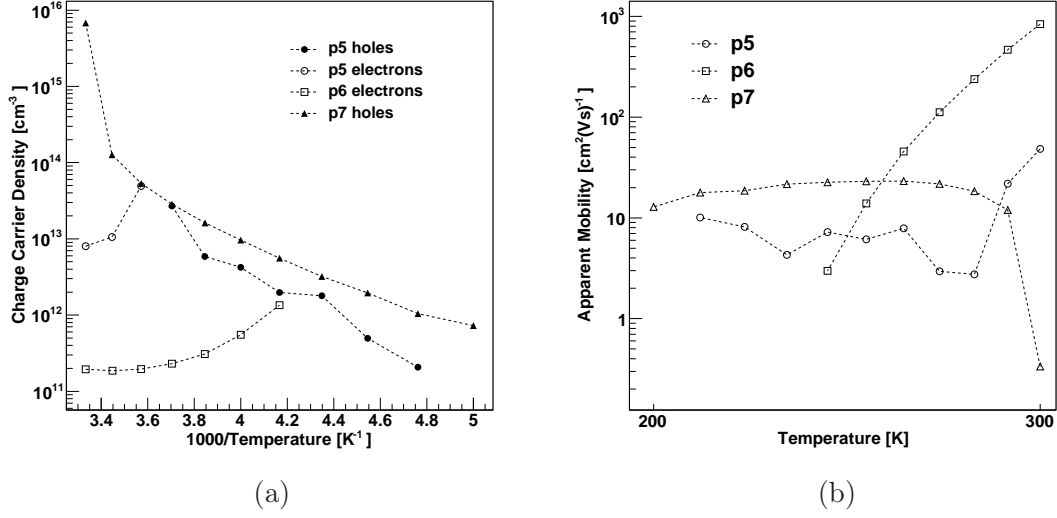 10^16
10^15
10^14
10^13
10^12
10^11
Charge Carrier Density [cm^-3]
p5 holes
p5 electrons
p6 electrons
p7 holes
3.4 3.6 3.8 4 4.2 4.4 4.6 4.8 5
1000/Temperature [K^-1]
(a)
10^3
10^2
10
1
Apparent Mobility [cm^2(Vs)^-1]
p5
p6
p7
200 300
Temperature [K]
(b)